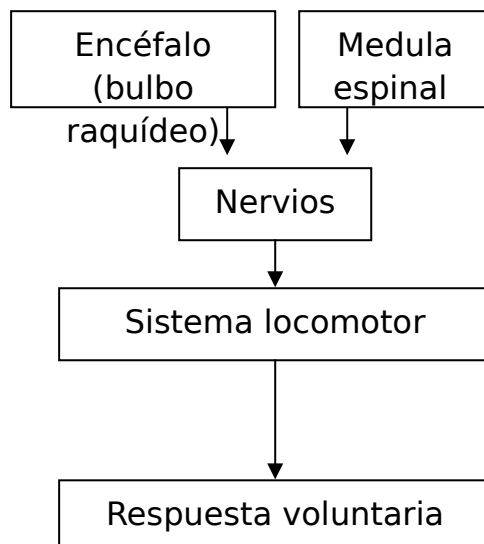 Encéfalo
(bulbo
raquídeo)
Medula
espinal
Nervios
Sistema locomotor
Respuesta voluntaria